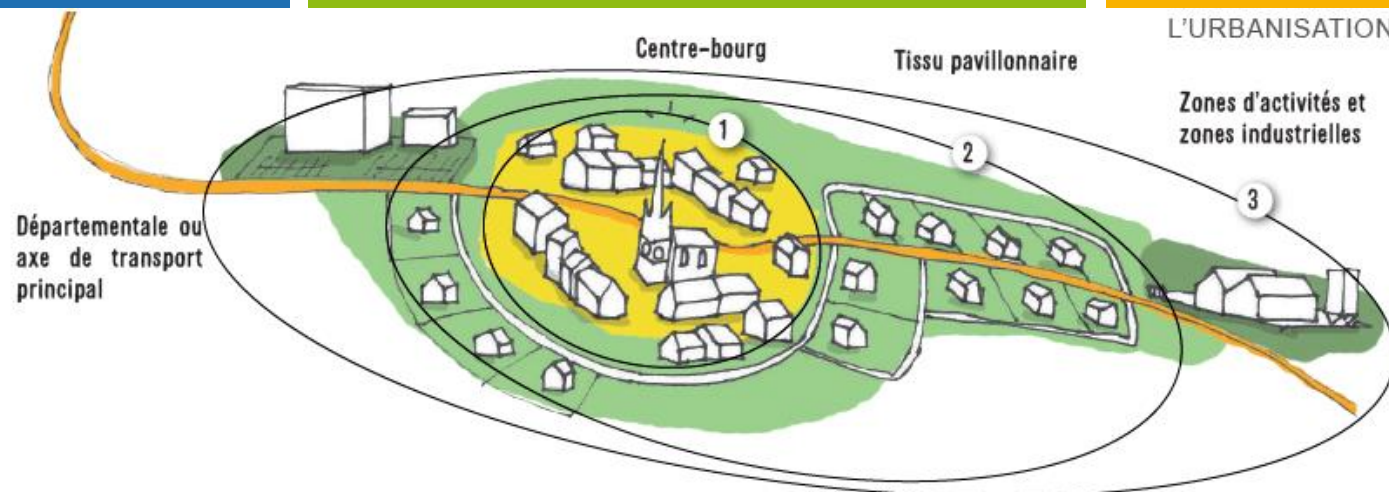 L'URBANISATION
Centre-bourg
Tissu pavillonnaire
Zones d'activités et
zones industrielles
1
2
3
Départementale ou
axe de transport
principal